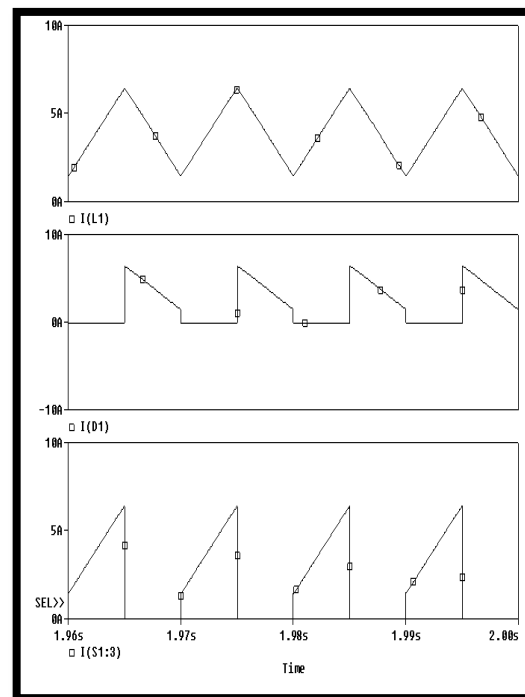 10A
5A
0A
I(L1)
10A
0A
-10A
I(D1)
10A
5A
SEL>>
0A
1.96s 1.97s 1.98s 1.99s 2.00s
I(S1:3)
Time